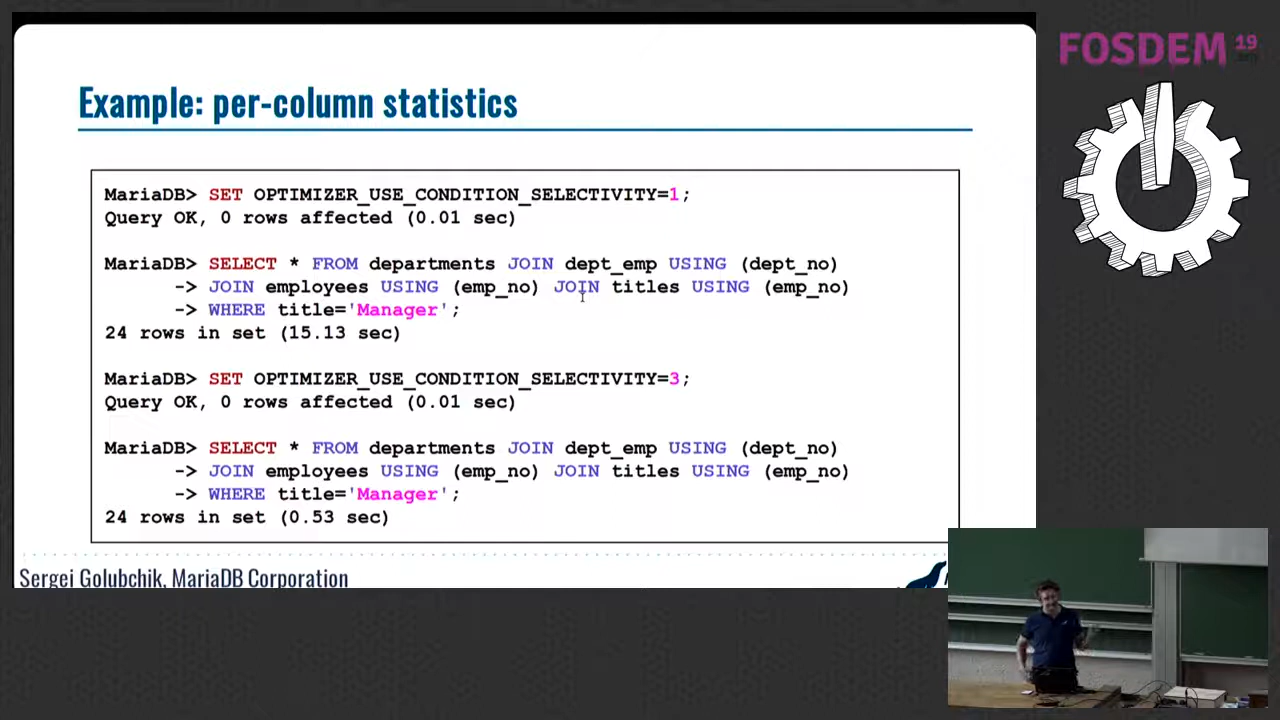 Example: per-column statistics
FOSDEM 19
MariaDB> SET OPTIMIZER_USE_CONDITION_SELECTIVITY=1;
Query OK, 0 rows affected (0.01 sec)
MariaDB> SELECT * FROM departments JOIN dept_emp USING (dept_no)
-> JOIN employees USING (emp_no) JOIN titles USING (emp_no)
-> WHERE title='Manager';
24 rows in set (15.13 sec)
MariaDB> SET OPTIMIZER_USE_CONDITION_SELECTIVITY=3;
Query OK, 0 rows affected (0.01 sec)
MariaDB> SELECT * FROM departments JOIN dept_emp USING (dept_no)
-> JOIN employees USING (emp_no) JOIN titles USING (emp_no)
-> WHERE title='Manager';
24 rows in set (0.53 sec)
Sergei Golubchik, MariaDB Corporation